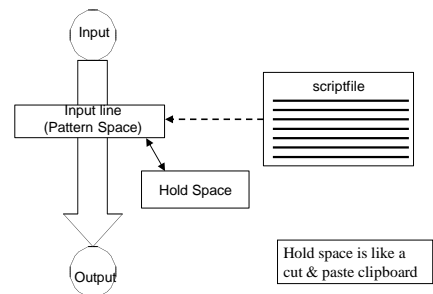 Input
scriptfile
Input line
(Pattern Space)
Hold Space
Hold space is like a
cut & paste clipboard
Output